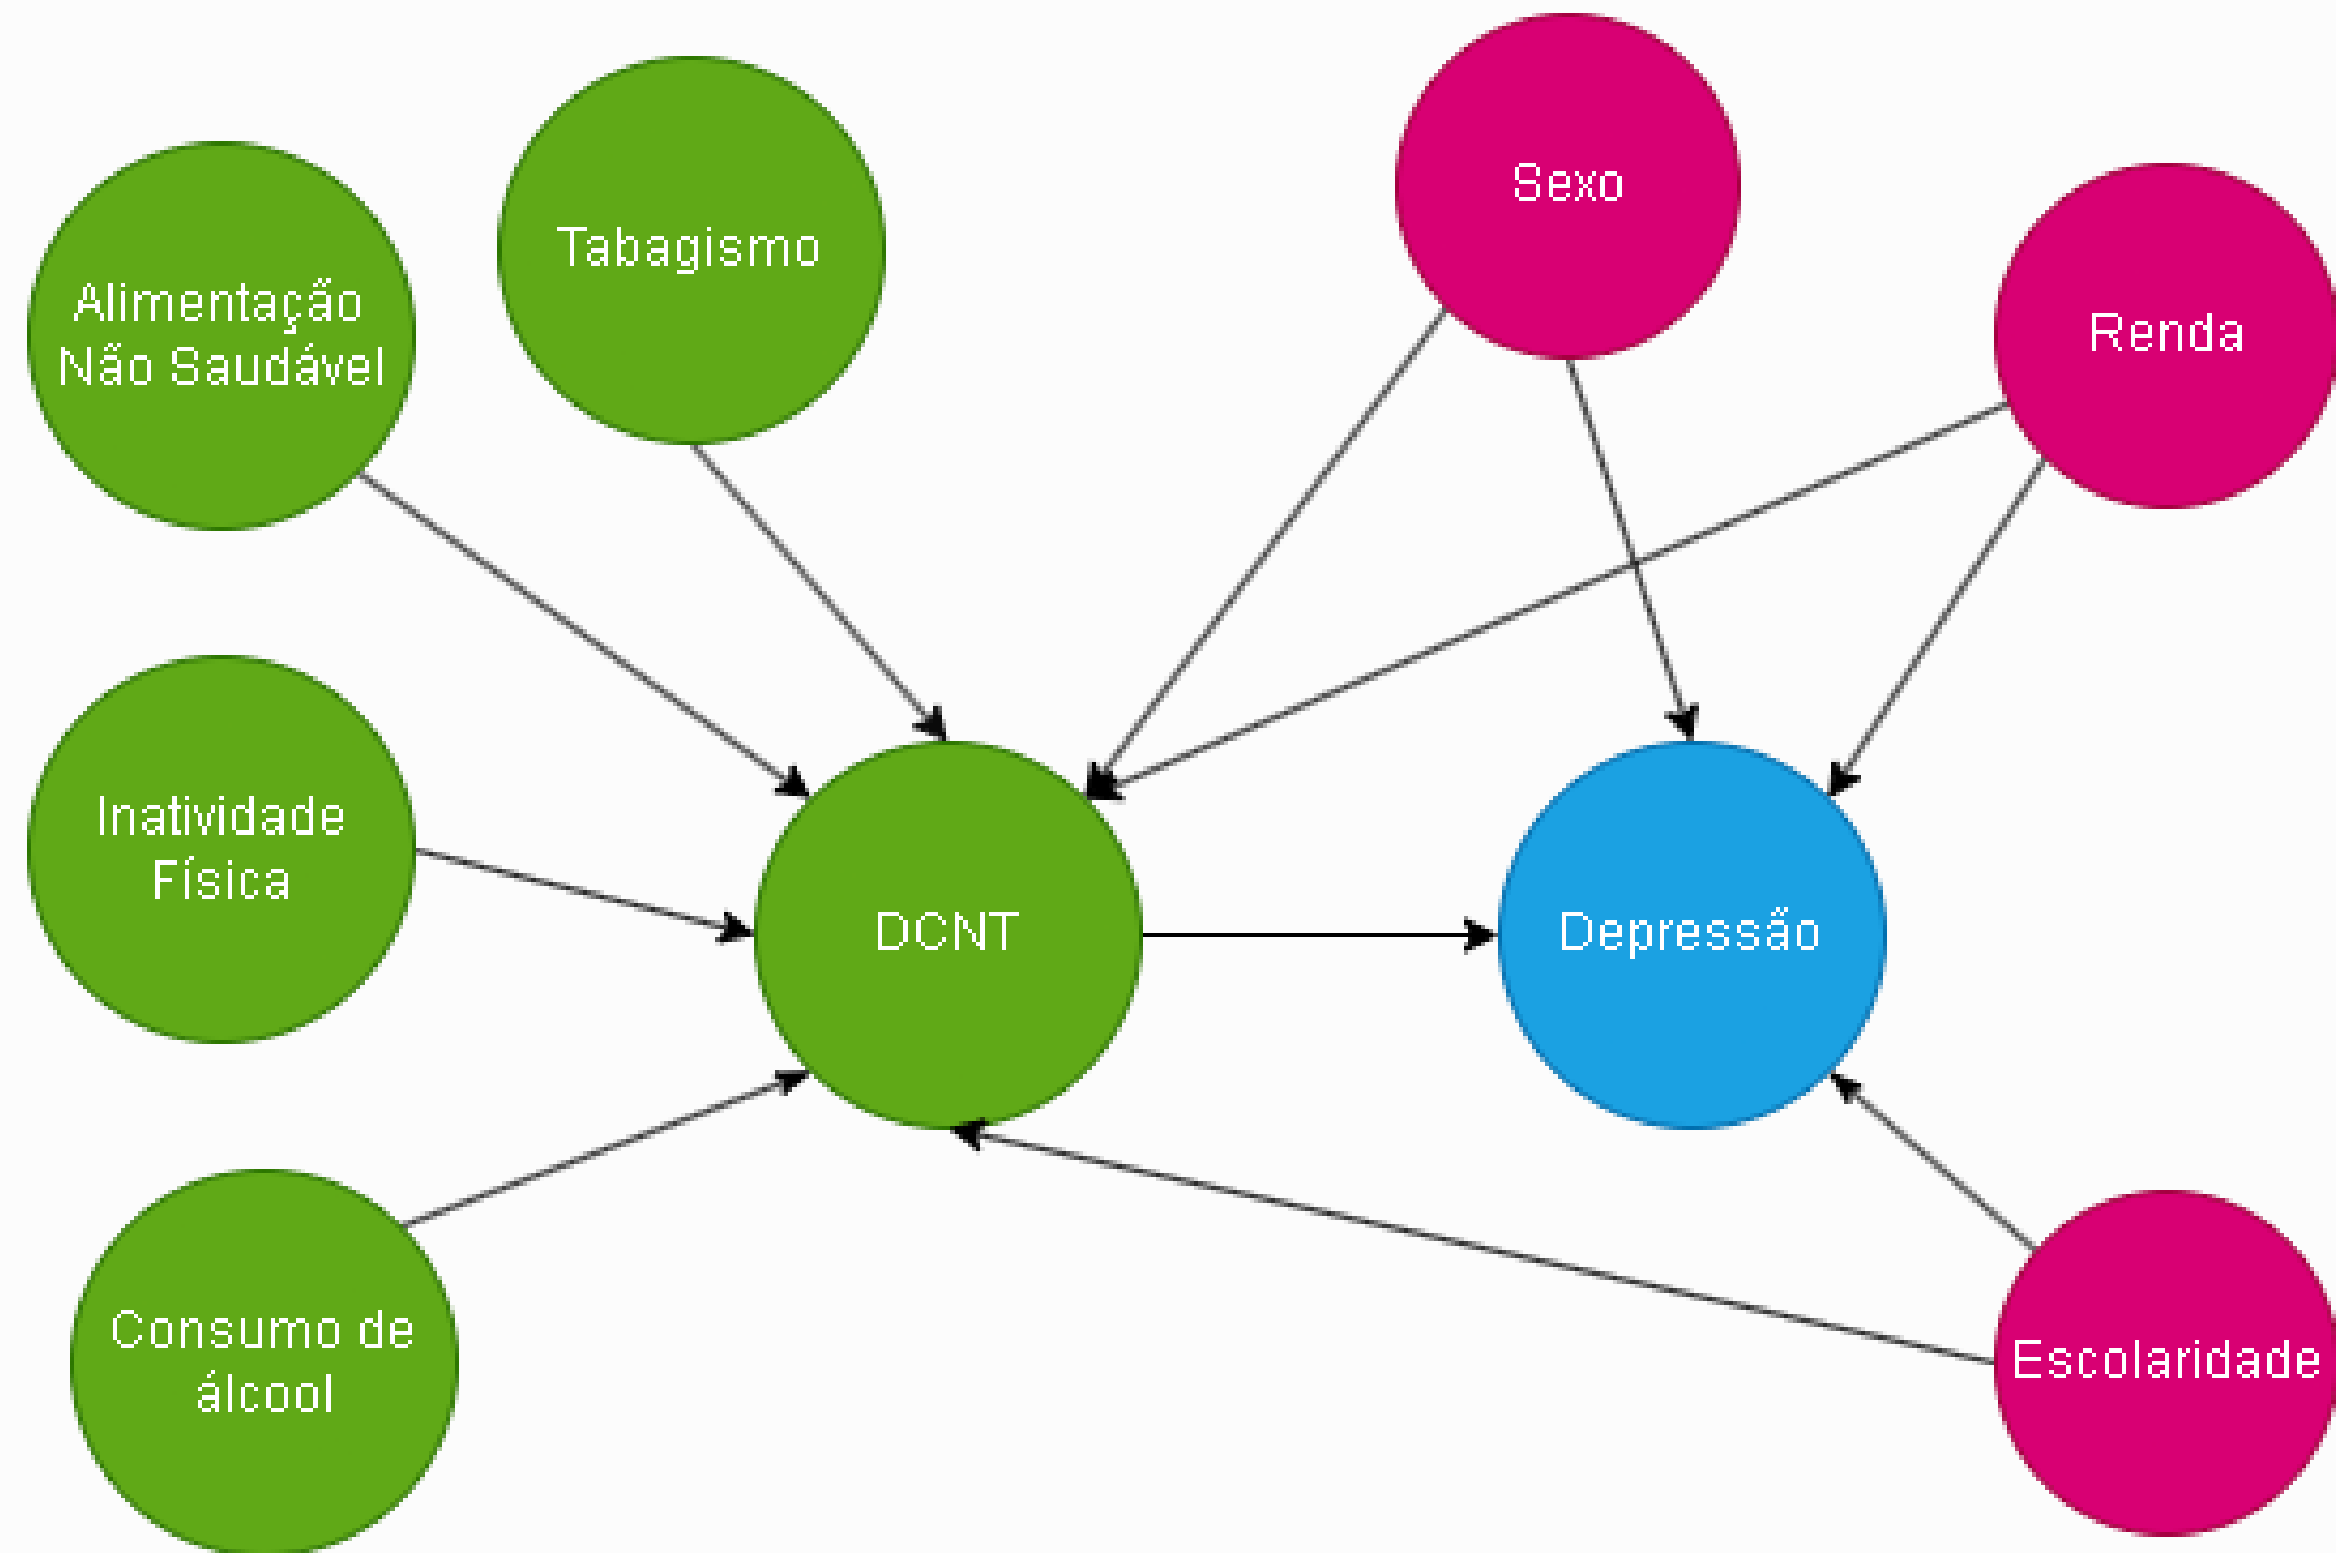 Sexo
Tabagismo
Alimentação
Não Saudável
Renda
Inatividade
Física
DCNT
Depressão
Consumo de
álcool
Escolaridade